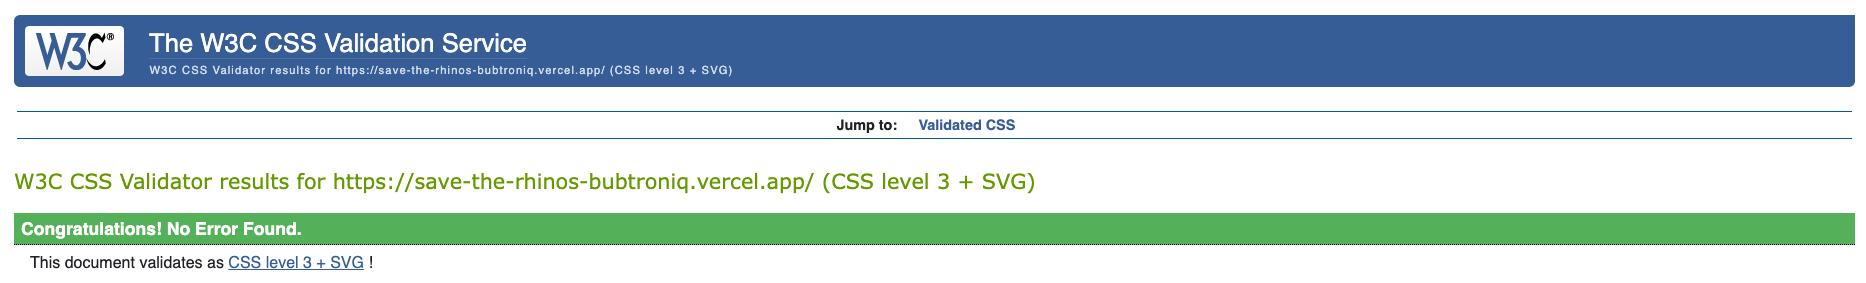 W3C®
The W3C CSS Validation Service
W3C CSS Validator results for https://save-the-rhinos-bubtroniq.vercel.app/ (CSS level 3 + SVG)
Jump to: Validated CSS
W3C CSS Validator results for https://save-the-rhinos-bubtroniq.vercel.app/ (CSS level 3 + SVG)
Congratulations! No Error Found.
This document validates as CSS level 3 + SVG !